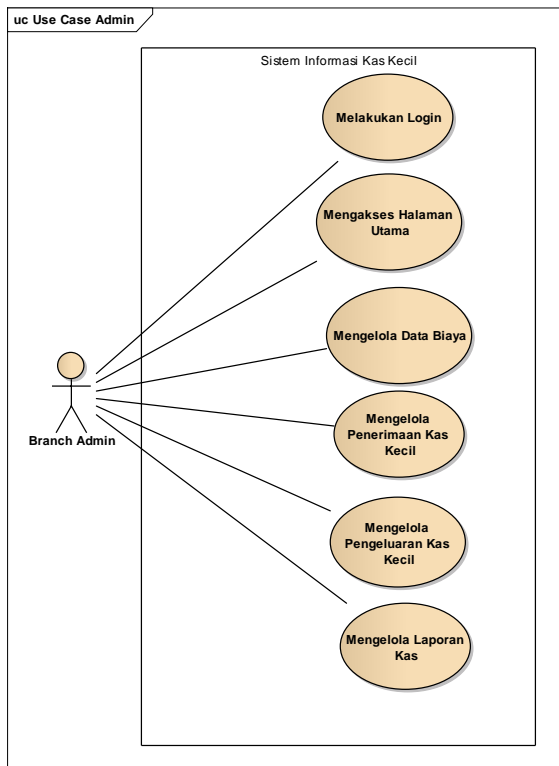 uc Use Case Admin
Sistem Informasi Kas Kecil
Melakukan Login
Mengakses Halaman
Utama
Mengelola Data Biaya
Branch Admin
Mengelola
Penerimaan Kas
Kecil
Mengelola
Pengeluaran Kas
Kecil
Mengelola Laporan
Kas